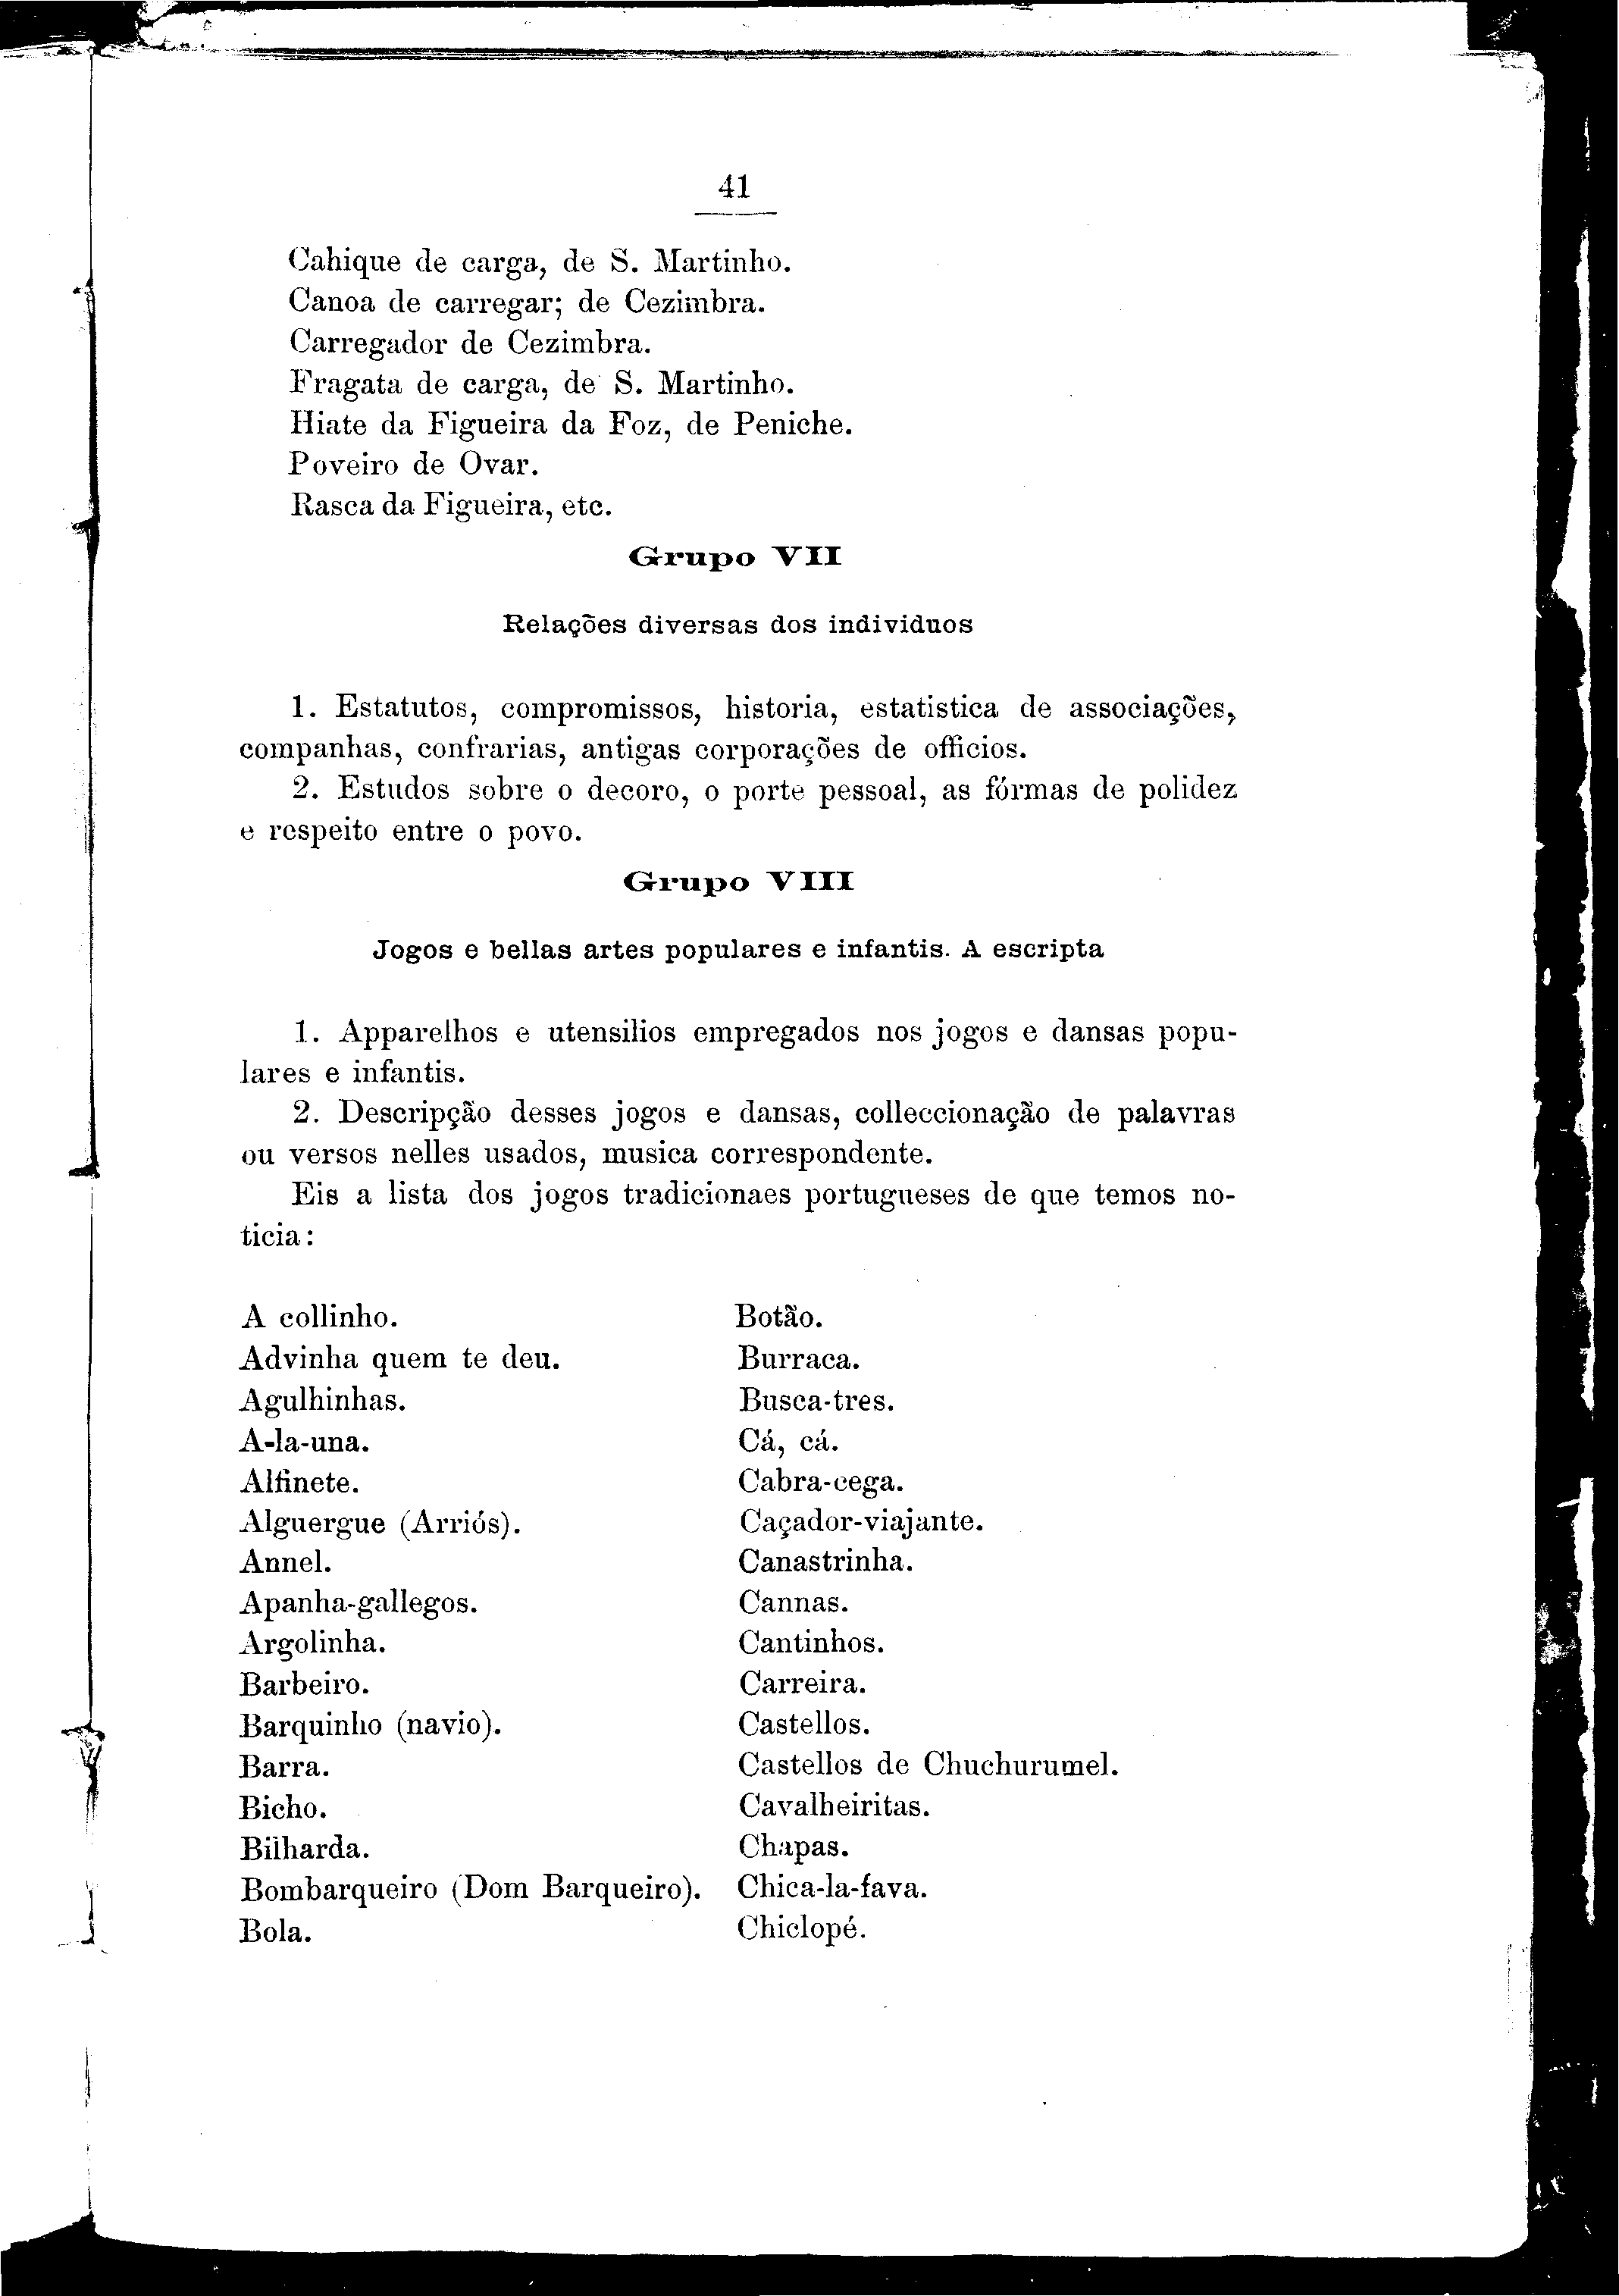 41
Cahique de carga, de S. Martinho.
Canoa de carregar; de Cezimbra.
Carregador de Cezimbra.
Fragata de carga, de S. Martinho.
Hiate da Figueira da Foz, de Peniche.
Poveiro de Ovar.
Rasca da Figueira, etc.
Grupo VII
Relações diversas dos individuos
1. Estatutos, compromissos, historia, estatistica de associações,
companhas, confrarias, antigas corporações de officios.
2. Estudos sobre o decoro, o porte pessoal, as fórmas de polidez
e respeito entre o povo.
Grupo VIII
Jogos e bellas artes populares e infantis. A escripta
1. Apparelhos e utensilios empregados nos jogos e dansas popu-
lares e infantis.
2. Descripção desses jogos e dansas, colleccionação de palavras
ou versos nelles usados, musica correspondente.
Eis a lista dos jogos tradicionaes portugueses de que temos no-
ticia:
A collinho.
Advinha quem te deu.
Agulhinhas.
A-la-una.
Alfinete.
Alguergue (Arriós).
Annel.
Apanha-gallegos.
Argolinha.
Barbeiro.
Barquinho (navio).
Barra.
Bicho.
Bilharda.
Bombarqueiro (Dom Barqueiro).
Bola.
Botão.
Burraca.
Busca-tres.
Cá, cá.
Cabra-cega.
Caçador-viajante.
Canastrinha.
Cannas.
Cantinhos.
Carreira.
Castellos.
Castellos de Chuchurumel.
Cavalheiritas.
Chapas.
Chica-la-fava.
Chiclopé.